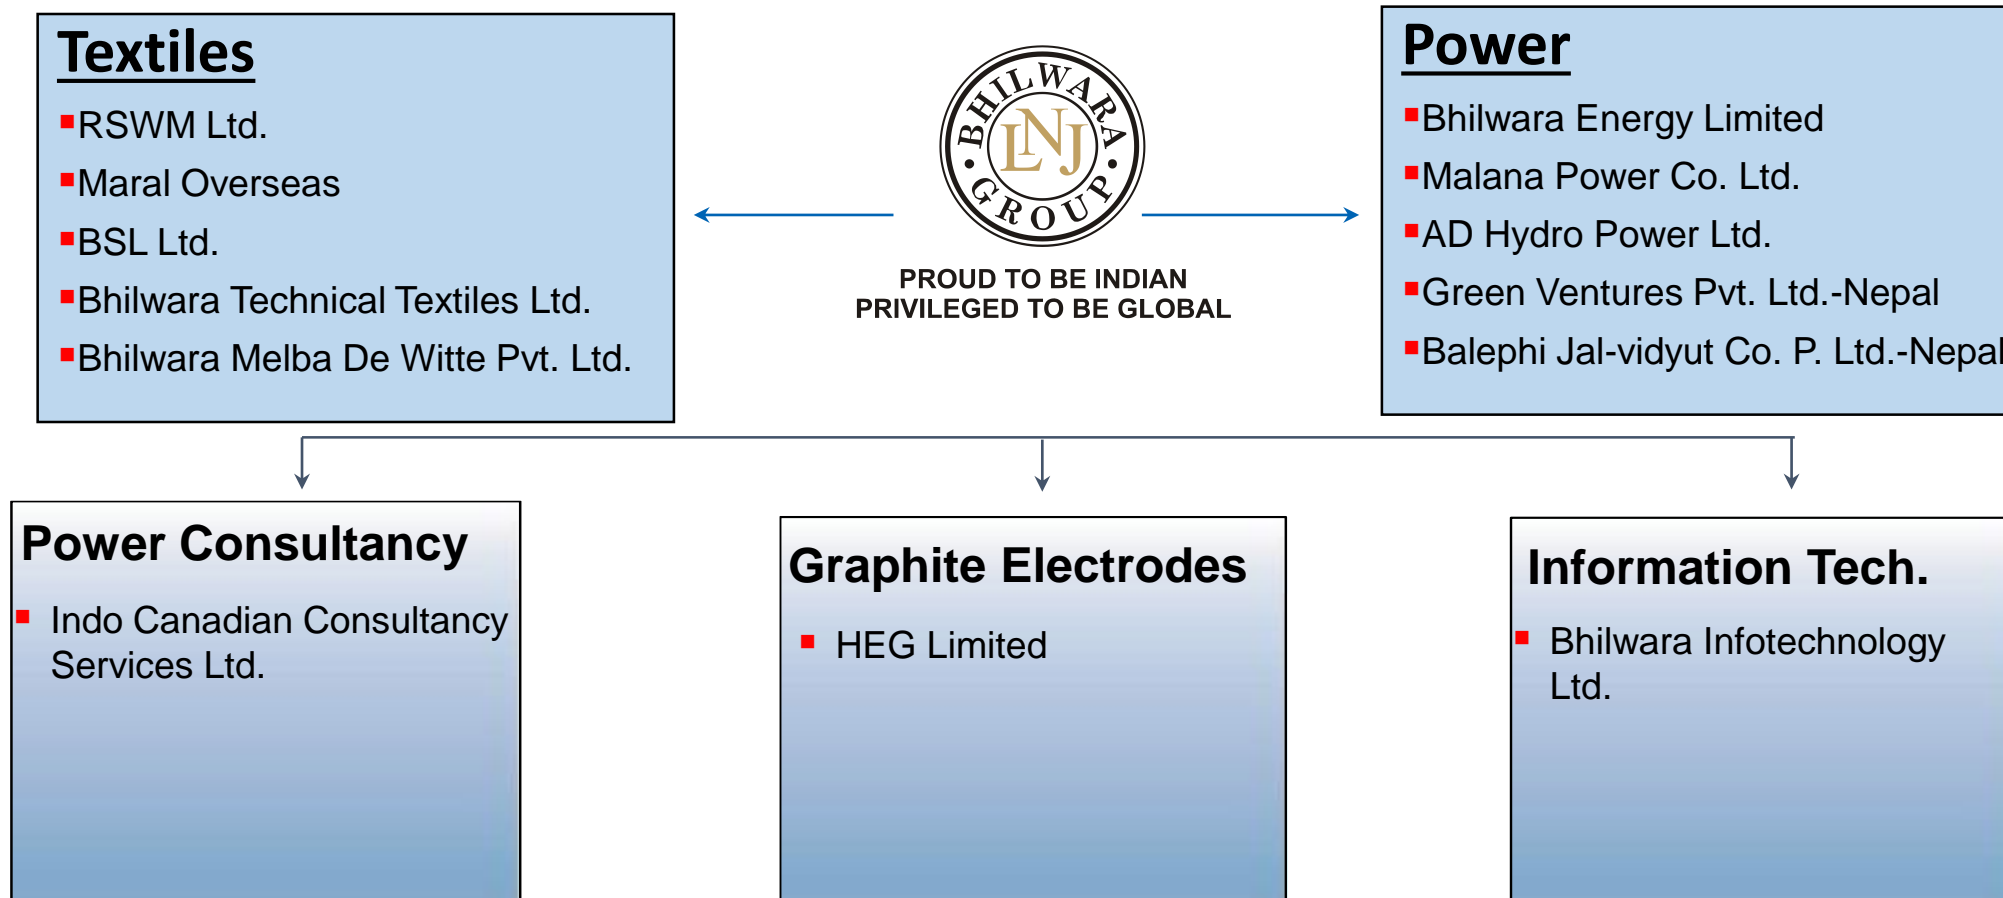 Textiles
▪RSWM Ltd.
▪Maral Overseas
▪BSL Ltd.
▪Bhilwara Technical Textiles Ltd.
▪Bhilwara Melba De Witte Pvt. Ltd.
BHILWARA
LNJ
GROUP
PROUD TO BE INDIAN
PRIVILEGED TO BE GLOBAL
Power
▪Bhilwara Energy Limited
▪Malana Power Co. Ltd.
▪AD Hydro Power Ltd.
▪Green Ventures Pvt. Ltd.-Nepal
▪Balephi Jal-vidyut Co. P. Ltd.-Nepal
Power Consultancy
▪ Indo Canadian Consultancy
Services Ltd.
Graphite Electrodes
▪ HEG Limited
Information Tech.
▪ Bhilwara Infotechnology
Ltd.